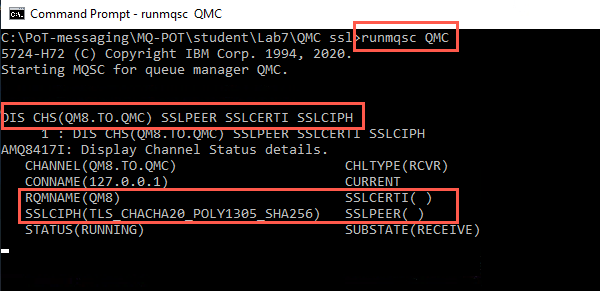 Command Prompt - runmqsc QMC
C:\PoT-messaging\MQ-POT\student\Lab7\QMC ssl>runmqsc QMC
5724-H72 (C) Copyright IBM Corp. 1994, 2020.
Starting MQSC for queue manager QMC.
DIS CHS(QM8.TO.QMC) SSLPEER SSLCERTI SSLCIPH
1 : DIS CHS(QM8.TO.QMC) SSLPEER SSLCERTI SSLCIPH
AMQ8417I: Display Channel Status details.
CHANNEL(QM8.TO.QMC) CHLTYPE(RCVR)
CONNAME(127.0.0.1) CURRENT
RQMNAME(QM8) SSLCERTI( )
SSLCIPH(TLS_CHACHA20_POLY1305_SHA256) SSLPEER( )
STATUS(RUNNING) SUBSTATE(RECEIVE)